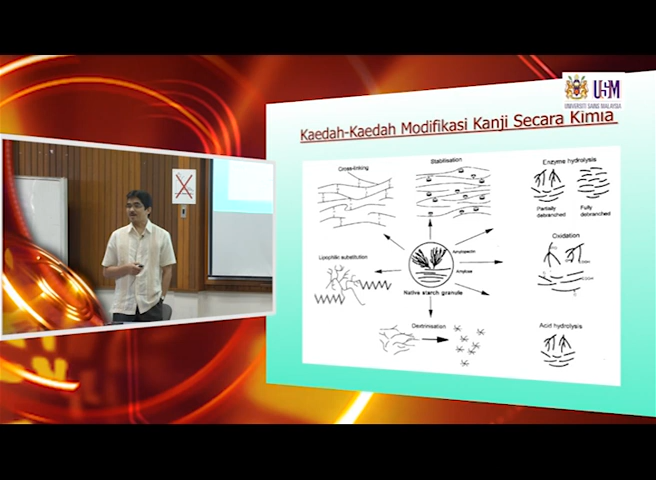 USM
UNIVERSITI SAINS MALAYSIA
Kaedah-Kaedah Modifikasi Kanji Secara Kimia
Cross-linking
Stabilisation
Enzyme hydrolysis
Partially debranched
Fully debranched
Lipophilic substitution
Amylopectin
Amylose
Native starch granule
Oxidation
COOH
Dextrinisation
Acid hydrolysis